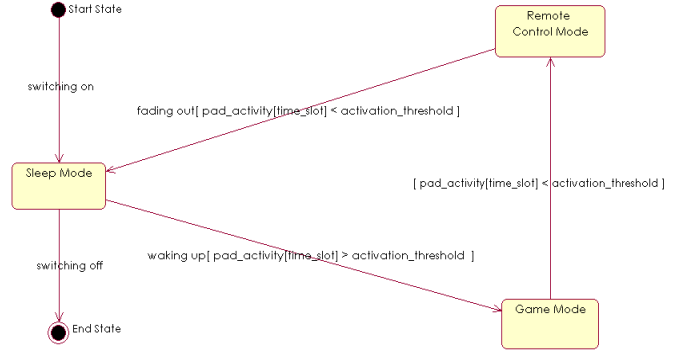 Start State
Remote
Control Mode
switching on
fading out[ pad_activity[time_slot] < activation_threshold ]
Sleep Mode
[ pad_activity[time_slot] < activation_threshold ]
waking up[ pad_activity[time_slot] > activation_threshold ]
switching off
Game Mode
End State